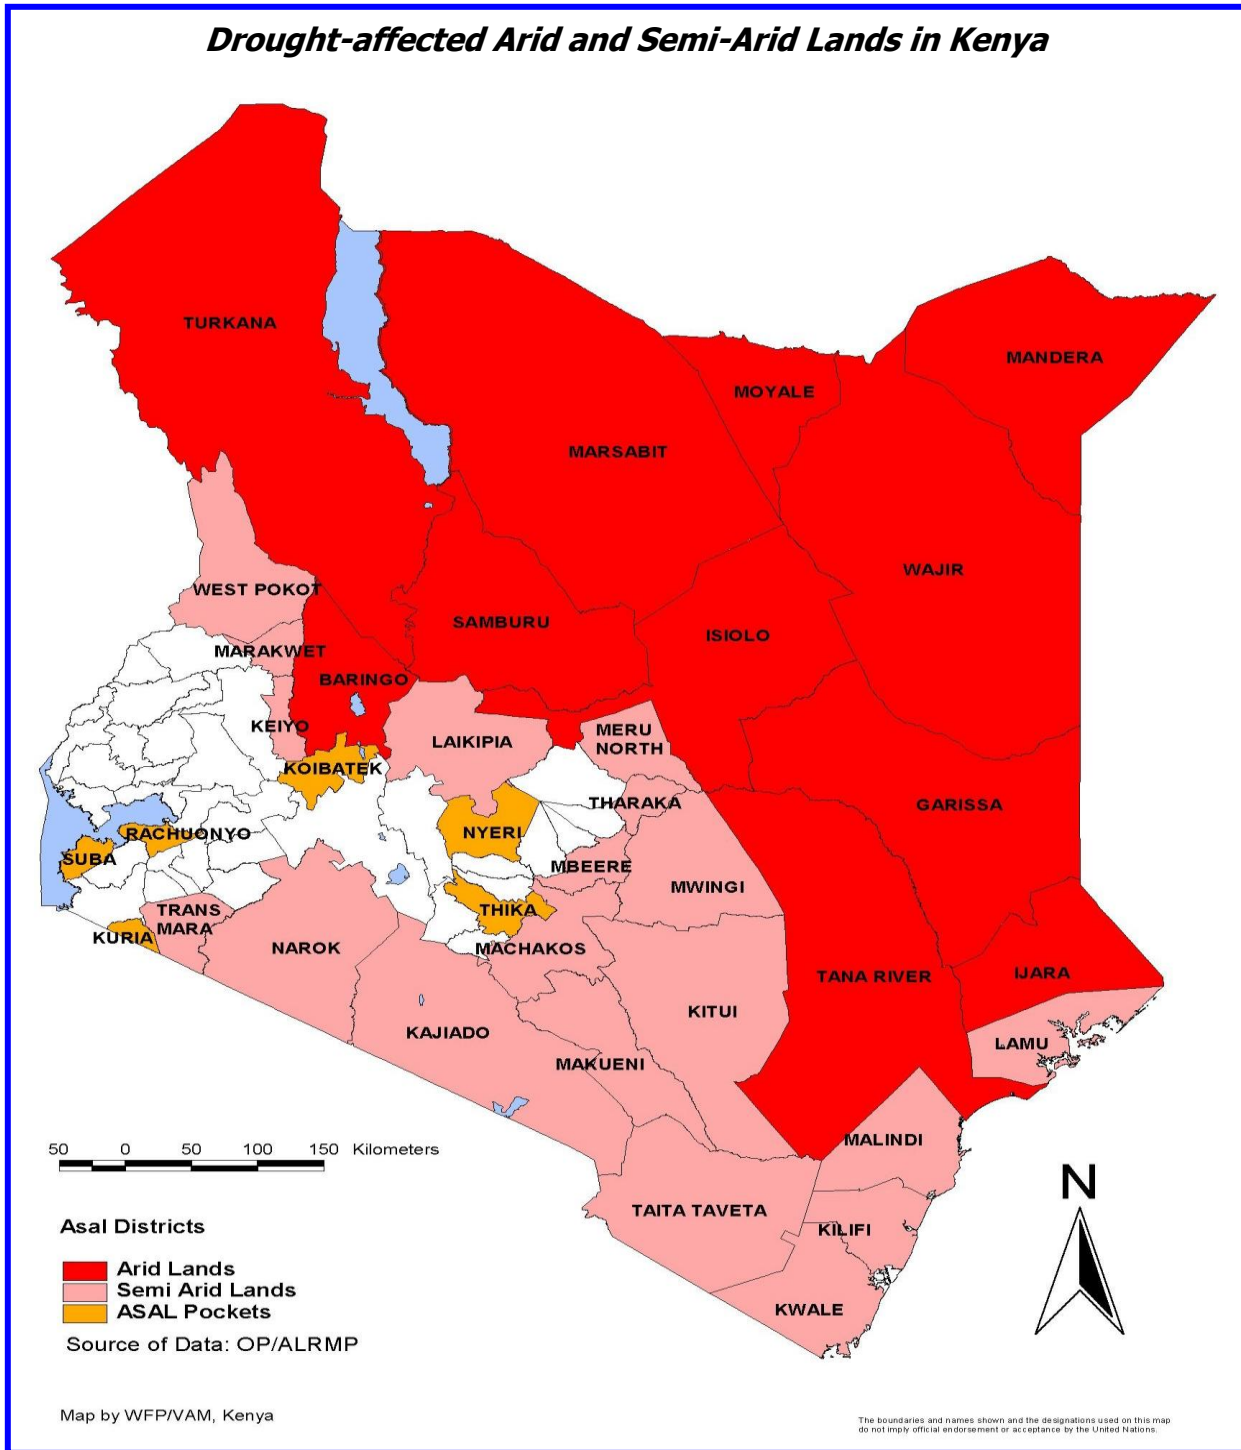 Drought-affected Arid and Semi-Arid Lands in Kenya
TURKANA
MANDERA
MOYALE
MARSABIT
WAJIR
WEST POKOT
SAMBURU
ISIOLO
MARAKWET
BARINGO
KEIYO
LAIKIPIA
MERU
NORTH
KOIBATEK
THARAKA
GARISSA
RACHUONYO
NYERI
SUBA
MBEERE
MWINGI
TRANS
MARA
THIKA
KURIA
NAROK
MACHAKOS
TANA RIVER
IJARA
KITUI
KAJIADO
LAMU
MAKUENI
MALINDI
50 0 50 100 150 Kilometers
N
TAITA TAVETA
KILIFI
KWALE
Asal Districts
Arid Lands
Semi Arid Lands
ASAL Pockets
Source of Data: OP/ALRMP
Map by WFP/VAM, Kenya
The boundaries and names shown and the designations used on this map
do not imply official endorsement or acceptance by the United Nations.